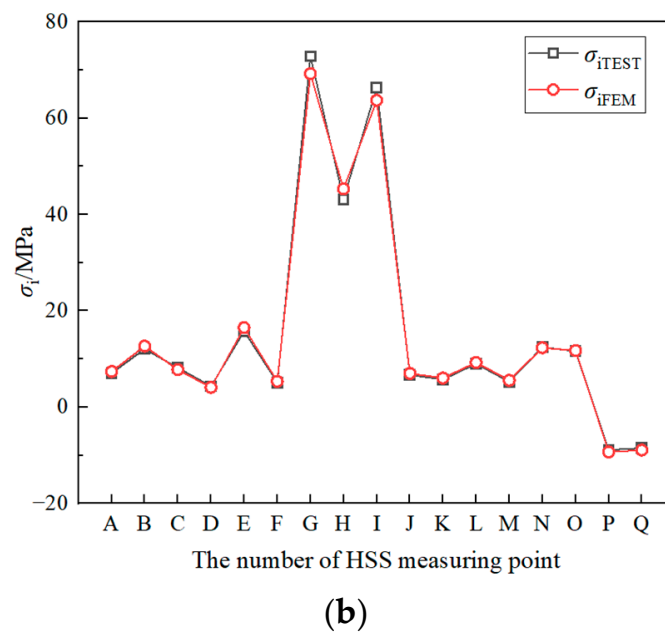 80
60
40
20
0
−20
σi/MPa
σiTEST
σiFEM
A B C D E F G H I J K L M N O P Q
The number of HSS measuring point
(b)